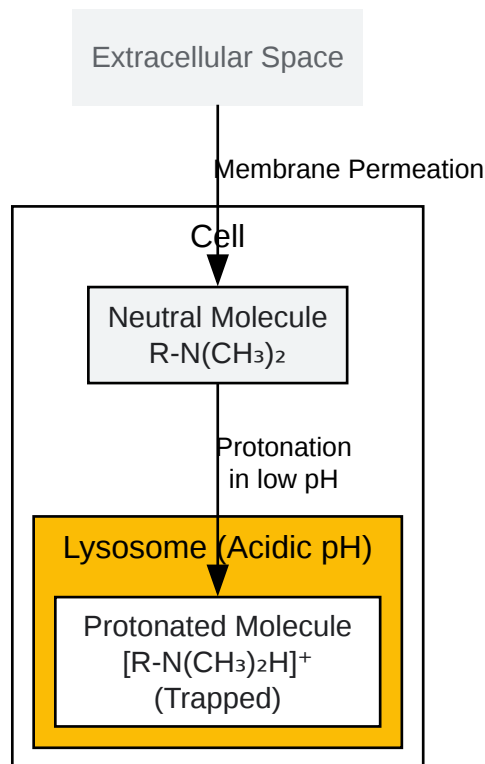 Extracellular Space
Membrane Permeation
Cell
Neutral Molecule
R-N(CH₃)₂
Protonation
in low pH
Lysosome (Acidic pH)
Protonated Molecule
[R-N(CH₃)₂H]⁺
(Trapped)